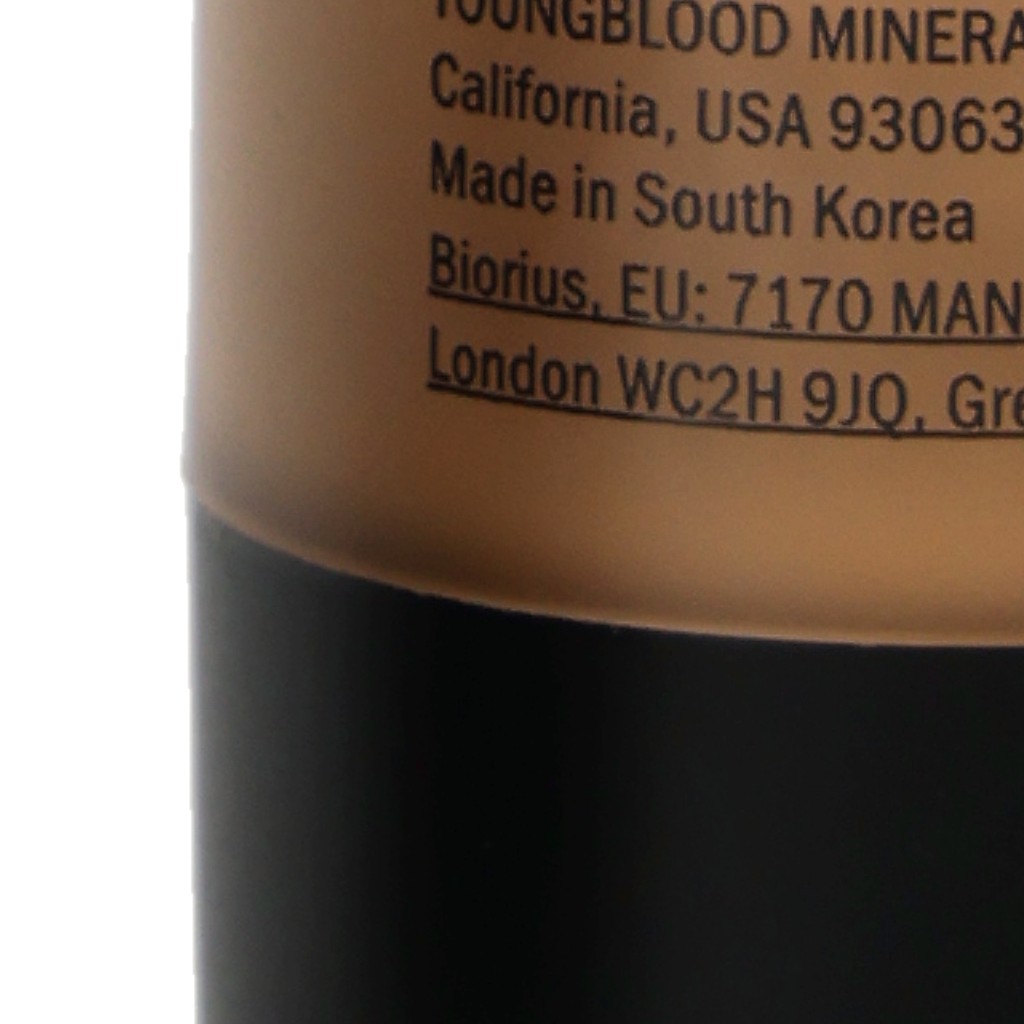 YOUNGBLOOD MINERA
California, USA 93063
Made in South Korea
Biorius, EU: 7170 MAN
London WC2H 9JQ, Gre